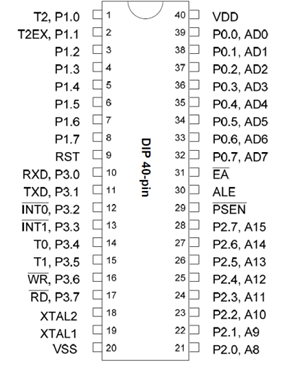 T2, P1.0 1 40 VDD
T2EX, P1.1 2 39 P0.0, AD0
P1.2 3 38 P0.1, AD1
P1.3 4 37 P0.2, AD2
P1.4 5 36 P0.3, AD3
P1.5 6 35 P0.4, AD4
P1.6 7 34 P0.5, AD5
P1.7 8 33 P0.6, AD6
RST 9 32 P0.7, AD7
RXD, P3.0 10 31 EA
TXD, P3.1 11 30 ALE
INT0, P3.2 12 29 PSEN
INT1, P3.3 13 28 P2.7, A15
T0, P3.4 14 27 P2.6, A14
T1, P3.5 15 26 P2.5, A13
WR, P3.6 16 25 P2.4, A12
RD, P3.7 17 24 P2.3, A11
XTAL2 18 23 P2.2, A10
XTAL1 19 22 P2.1, A9
VSS 20 21 P2.0, A8
DIP 40-pin